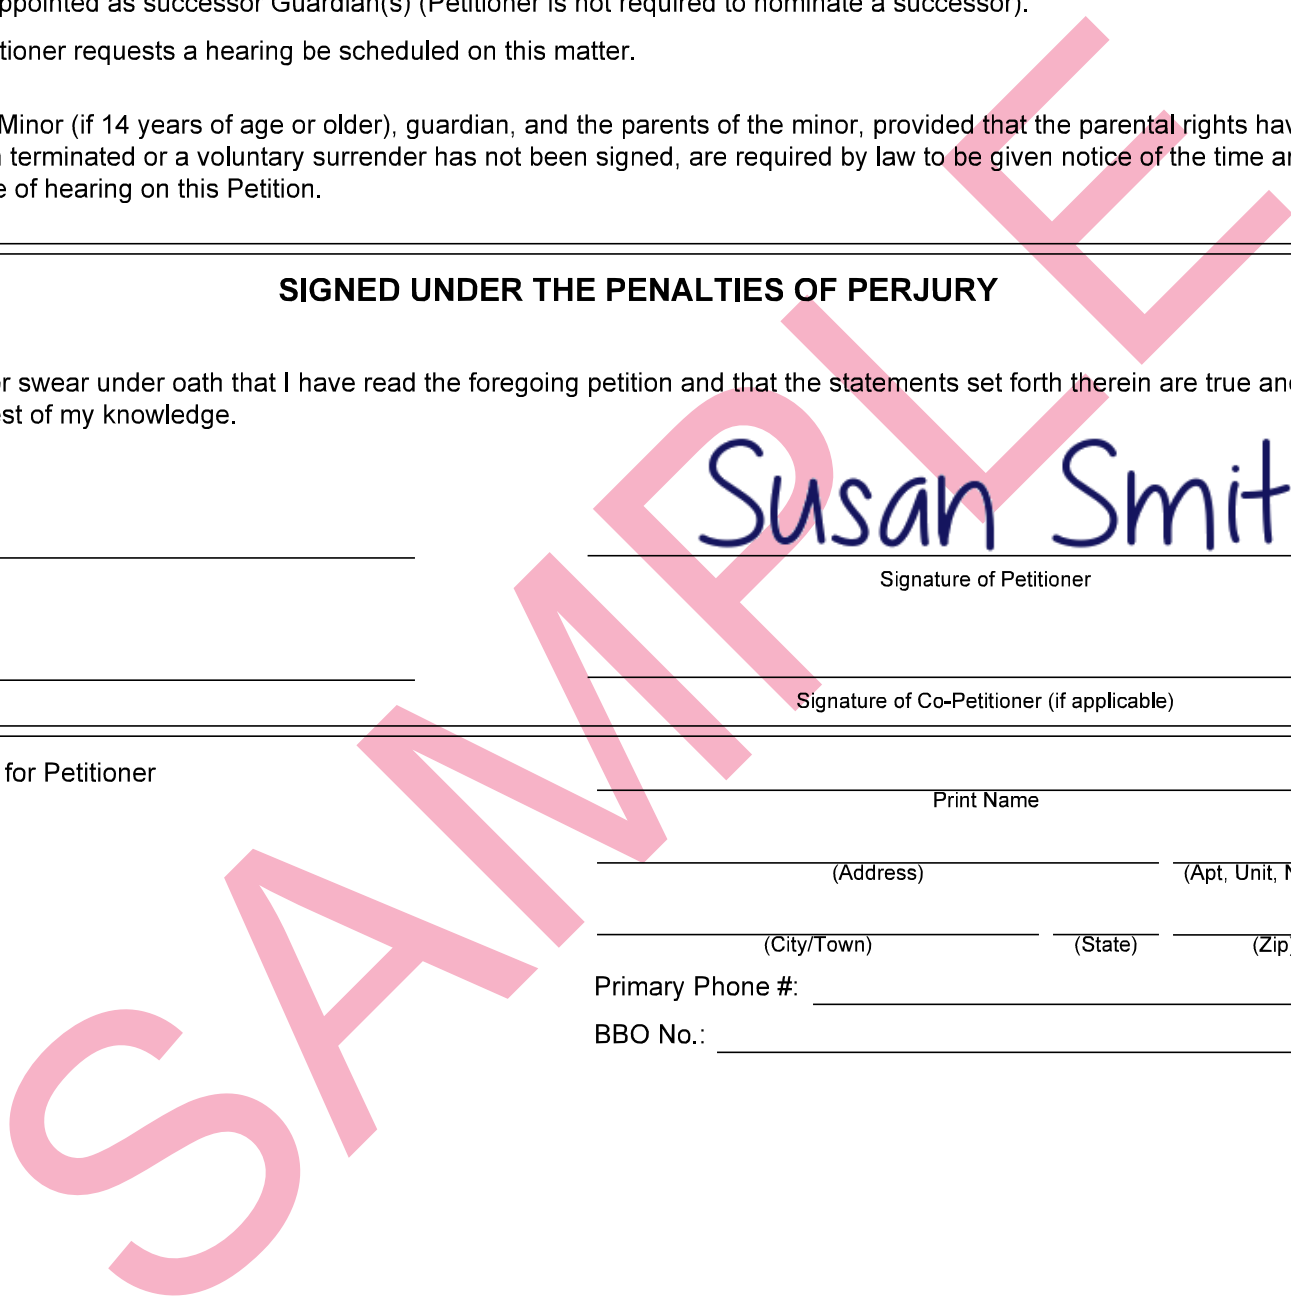 ppointed as successor Guardian(s) (Petitioner is not required to nominate a successor).
tioner requests a hearing be scheduled on this matter.
Minor (if 14 years of age or older), guardian, and the parents of the minor, provided that the parental rights hav
n terminated or a voluntary surrender has not been signed, are required by law to be given notice of the time an
e of hearing on this Petition.
SIGNED UNDER THE PENALTIES OF PERJURY
or swear under oath that I have read the foregoing petition and that the statements set forth therein are true and
est of my knowledge.
Susan Smit
Signature of Petitioner
Signature of Co-Petitioner (if applicable)
for Petitioner
Print Name
(Address) (Apt, Unit, N
(City/Town) (State) (Zip)
Primary Phone #:
BBO No.:
SAMPLE